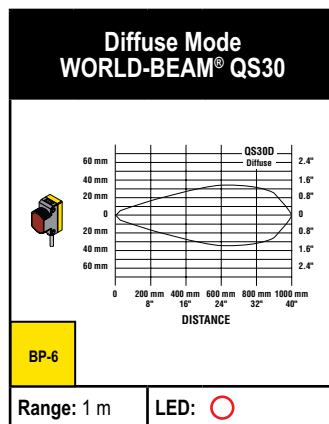 Diffuse Mode
WORLD-BEAM® QS30
QS30D
Diffuse
60 mm 2.4"
40 mm 1.6"
20 mm 0.8"
0 0
20 mm 0.8"
40 mm 1.6"
60 mm 2.4"
0 200 mm 400 mm 600 mm 800 mm 1000 mm
8" 16" 24" 32" 40"
DISTANCE
BP-6
Range: 1 m LED: